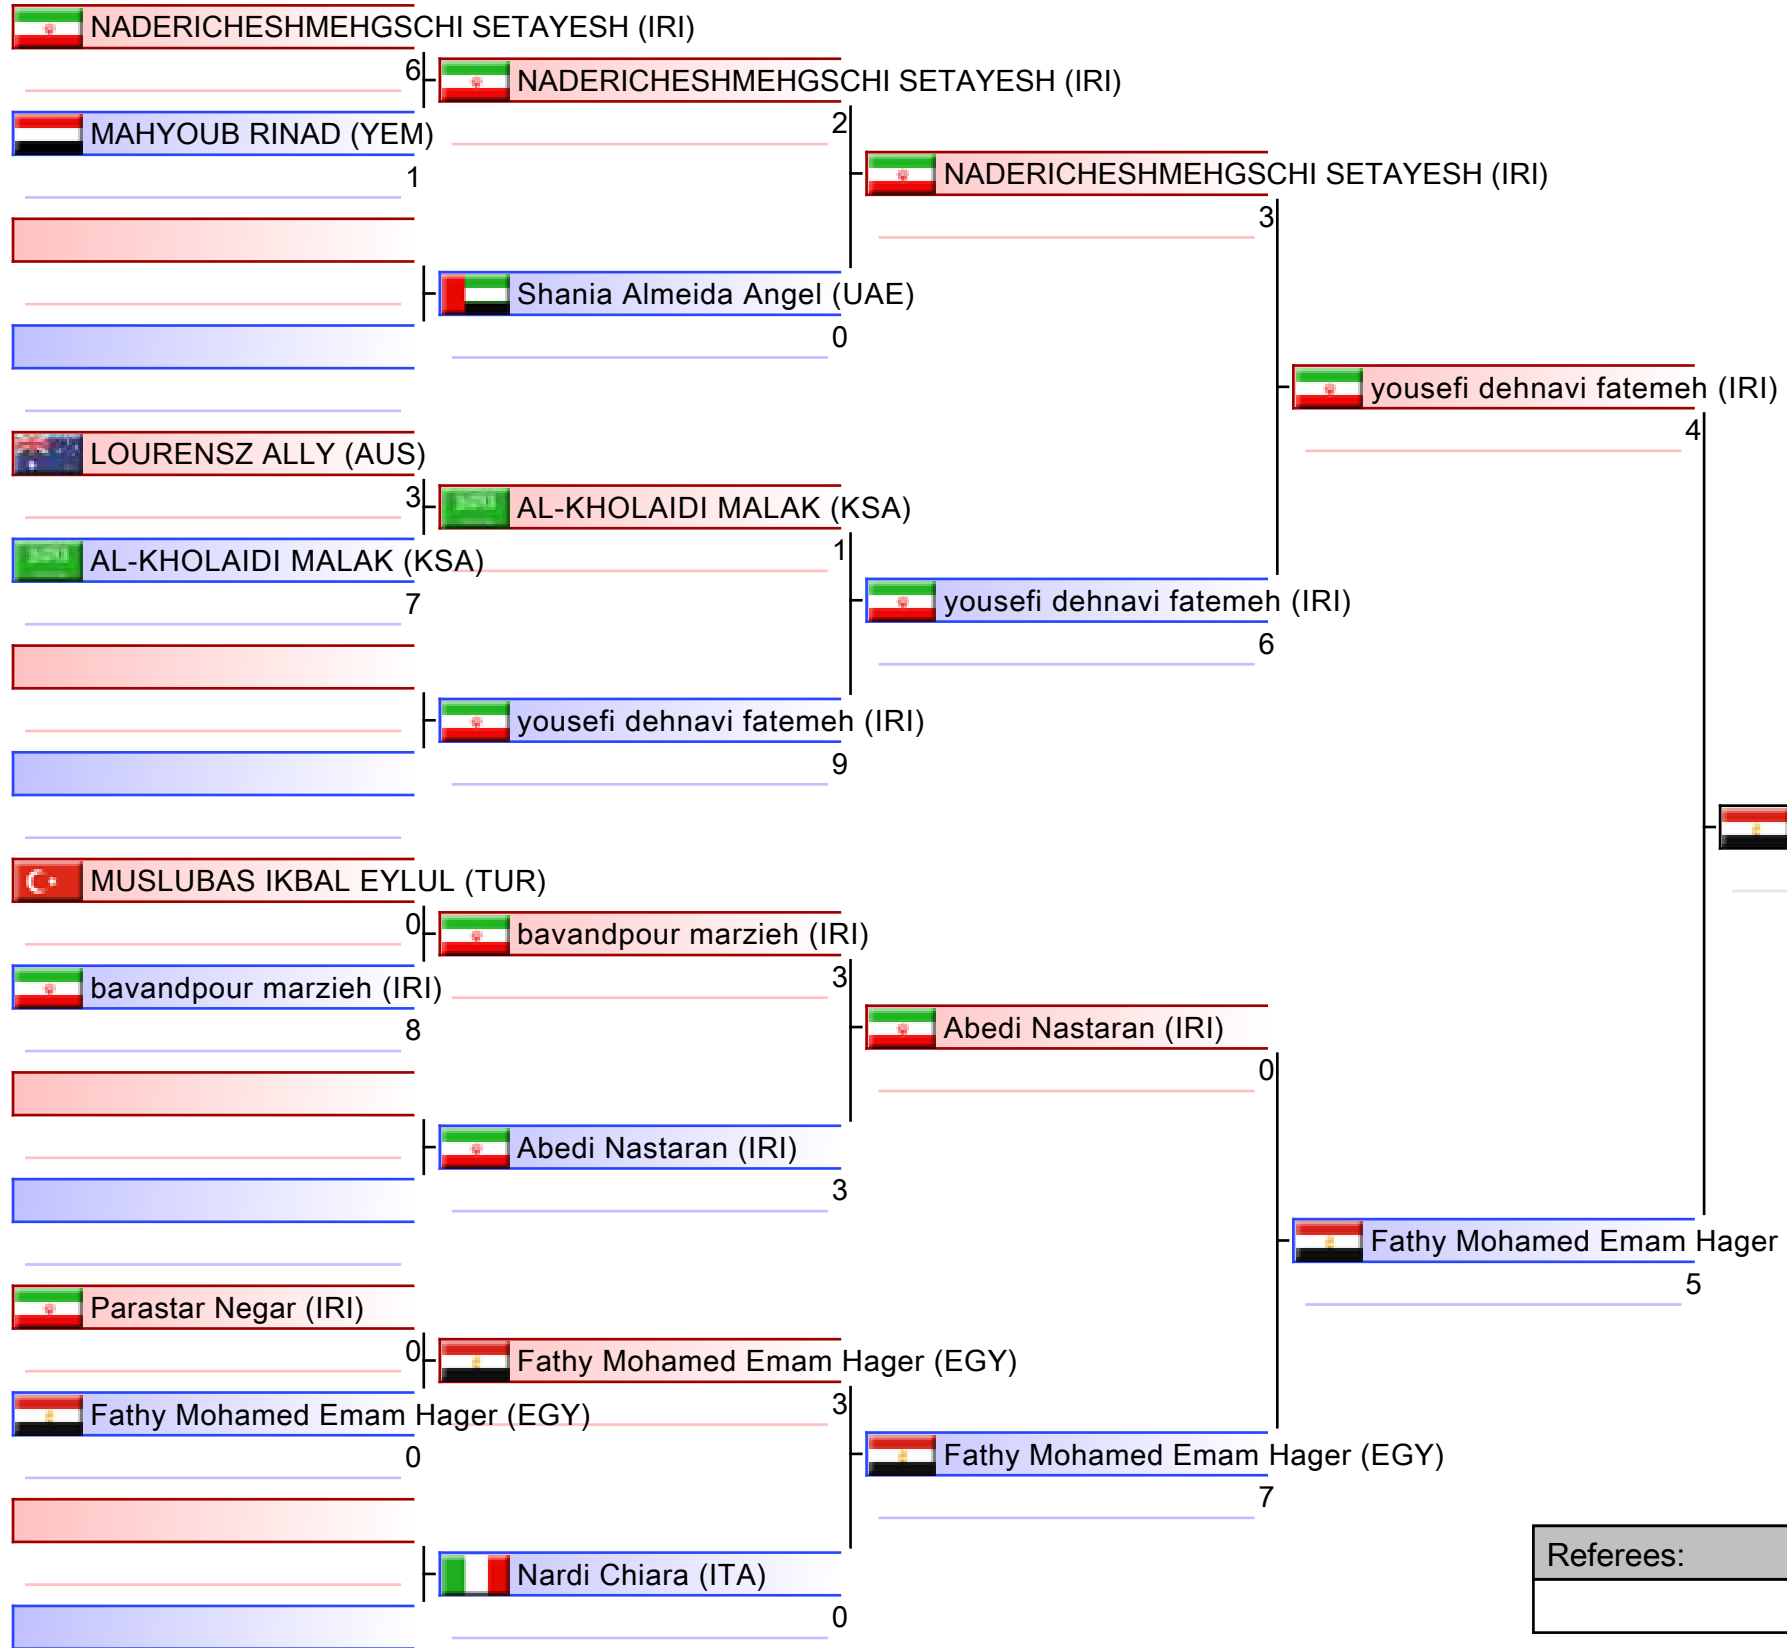 NADERICHESHMEHGSCHI SETAYESH (IRI)
6
NADERICHESHMEHGSCHI SETAYESH (IRI)
2
MAHYOUB RINAD (YEM)
1
NADERICHESHMEHGSCHI SETAYESH (IRI)
3
Shania Almeida Angel (UAE)
0
yousefi dehnavi fatemeh (IRI)
4
LOURENSZ ALLY (AUS)
3
AL-KHOLAIDI MALAK (KSA)
1
AL-KHOLAIDI MALAK (KSA)
7
yousefi dehnavi fatemeh (IRI)
6
yousefi dehnavi fatemeh (IRI)
9
MUSLUBAS IKBAL EYLUL (TUR)
0
bavandpour marzieh (IRI)
3
bavandpour marzieh (IRI)
8
Abedi Nastaran (IRI)
0
Abedi Nastaran (IRI)
3
Fathy Mohamed Emam Hager
5
Parastar Negar (IRI)
0
Fathy Mohamed Emam Hager (EGY)
3
Fathy Mohamed Emam Hager (EGY)
0
Fathy Mohamed Emam Hager (EGY)
7
Nardi Chiara (ITA)
0
Referees: